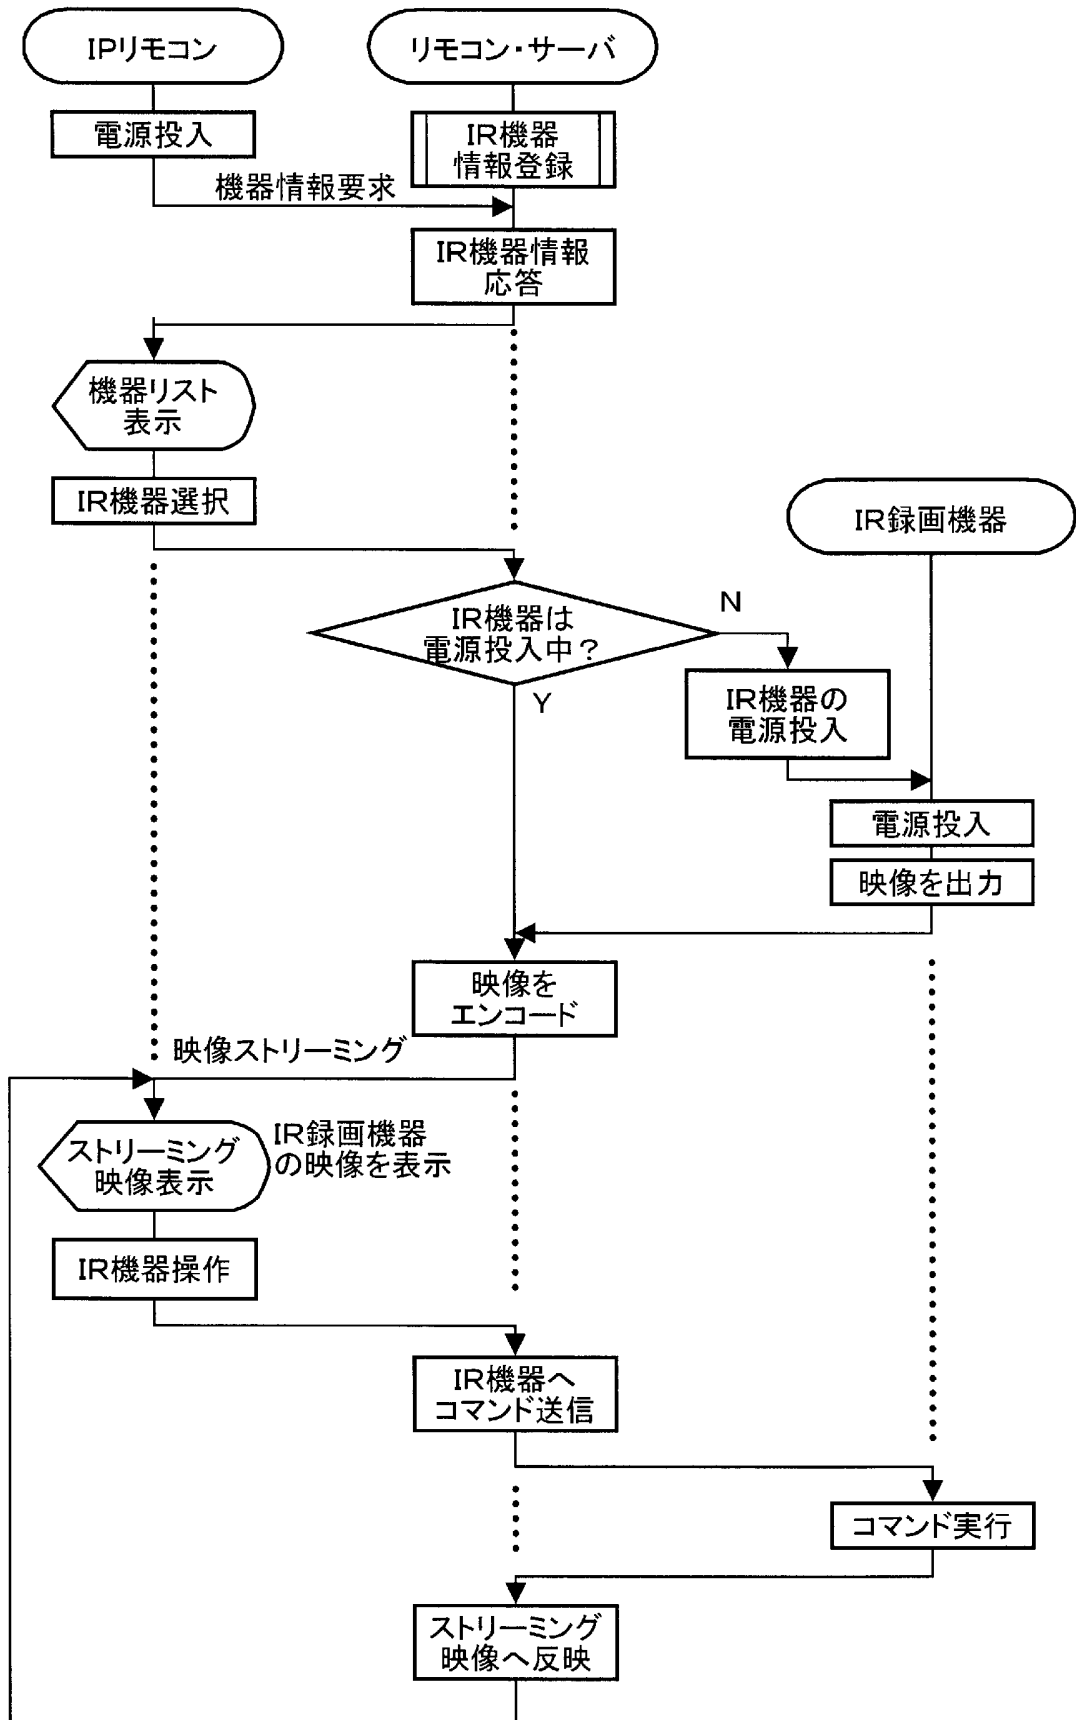 IPリモコン
リモコン・サーバ
電源投入
IR機器
情報登録
機器情報要求
IR機器情報
応答
機器リスト
表示
IR機器選択
IR録画機器
IR機器は
電源投入中？
N
Y
IR機器の
電源投入
電源投入
映像を出力
映像を
エンコード
映像ストリーミング
ストリーミング
映像表示
IR録画機器
の映像を表示
IR機器操作
IR機器へ
コマンド送信
コマンド実行
ストリーミング
映像へ反映